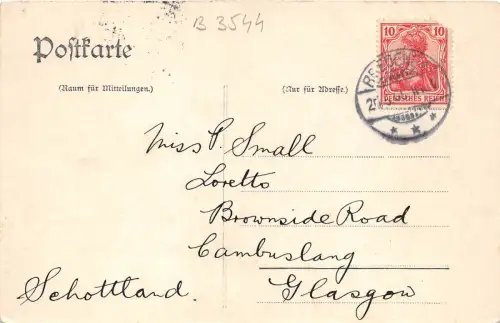 B 3544
Postkarte
(Raum für Mitteilungen.)
(Nur für Adresse.)
10 10
DEUTSCHES REICH
Miss P. Small
Loretto
Brownside Road
Cambuslang
Glasgow
Schottland.